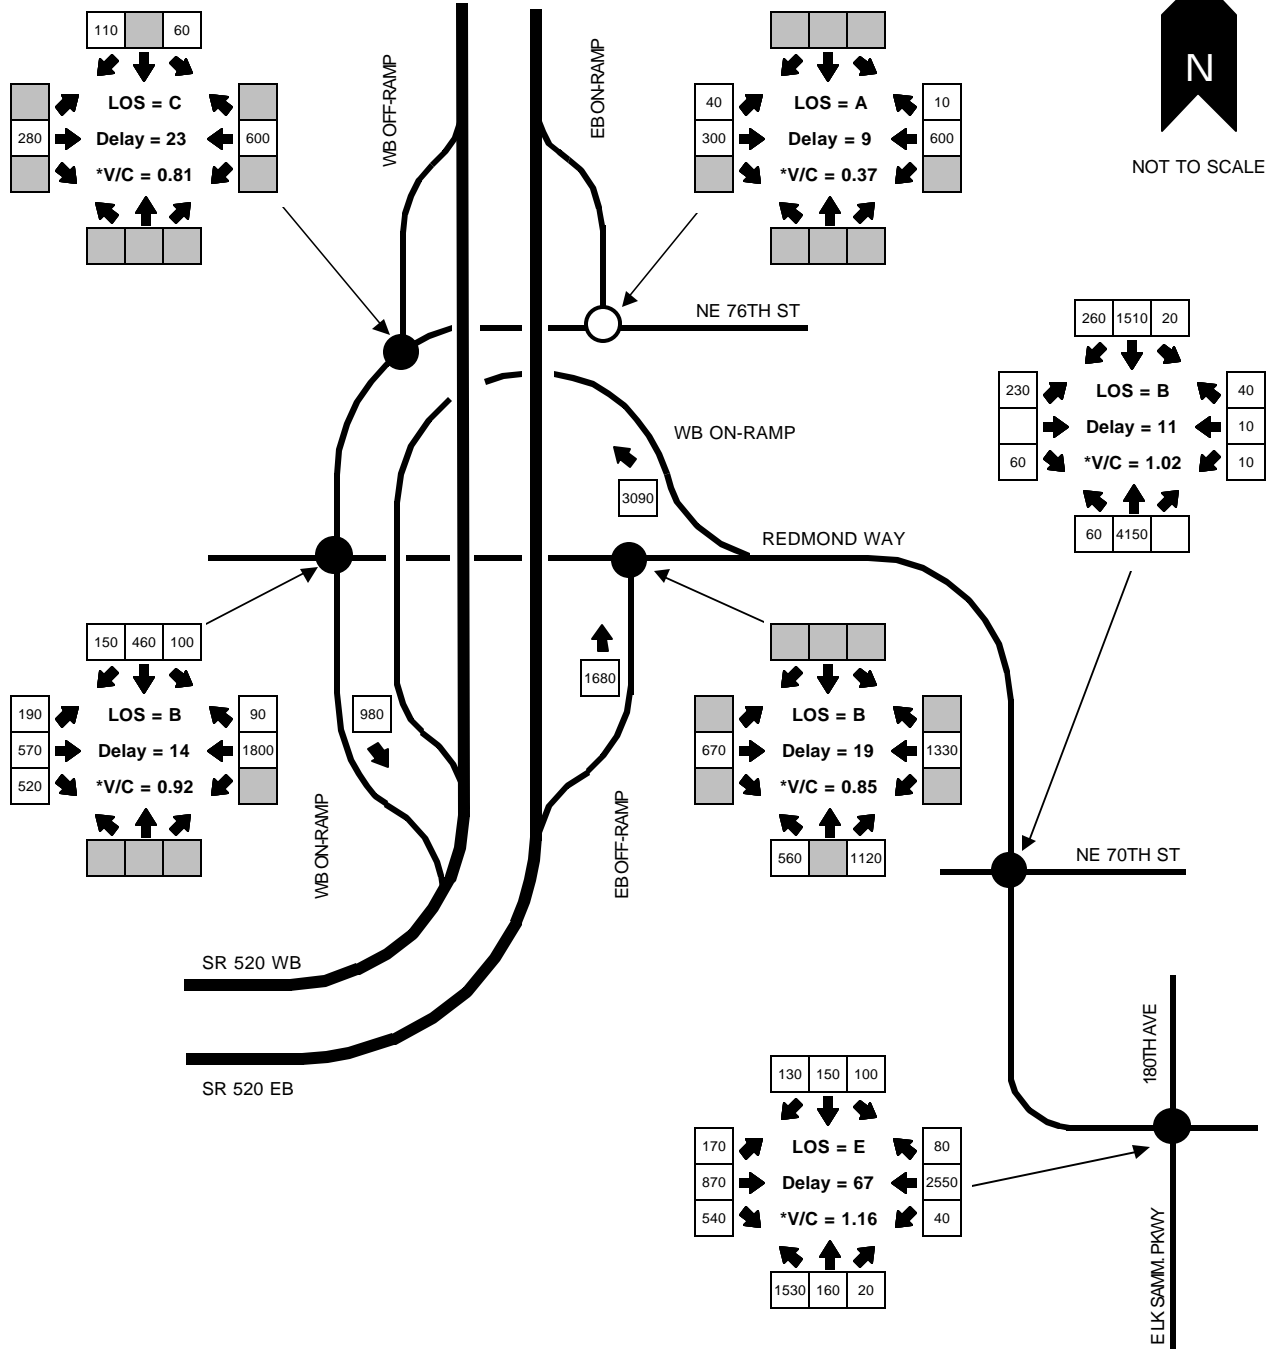 110 60
LOS = C
280 Delay = 23 600
*V/C = 0.81
WB OFF-RAMP
EB ON-RAMP
40 LOS = A 10
300 Delay = 9 600
*V/C = 0.37
N
NOT TO SCALE
NE 76TH ST
260 1510 20
230 LOS = B 40
Delay = 11 10
60 *V/C = 1.02 10
60 4150
WB ON-RAMP
3090
REDMOND WAY
150 460 100
190 LOS = B 90
570 Delay = 14 1800
520 *V/C = 0.92
980
WB ON-RAMP
1680
EB OFF-RAMP
LOS = B
670 Delay = 19 1330
*V/C = 0.85
560 1120
NE 70TH ST
SR 520 WB
SR 520 EB
180TH AVE
130 150 100
170 LOS = E 80
870 Delay = 67 2550
540 *V/C = 1.16 40
1530 160 20
E LK SAMM. PKWY